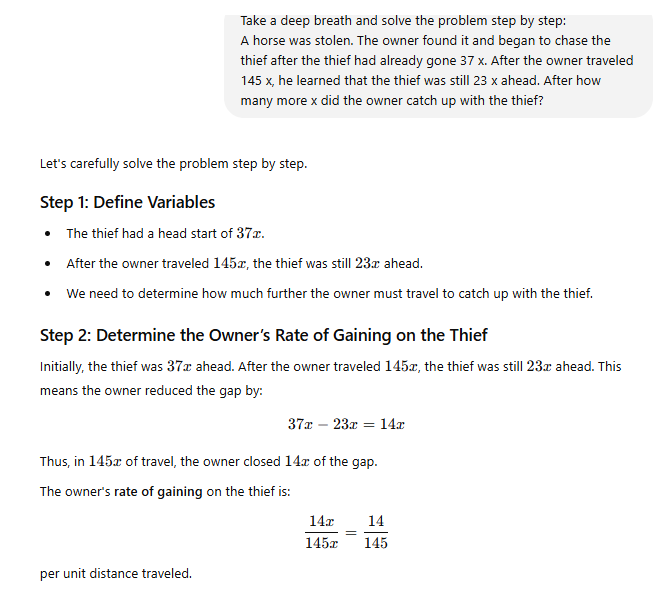 Take a deep breath and solve the problem step by step:
A horse was stolen. The owner found it and began to chase the
thief after the thief had already gone 37 x. After the owner traveled
145 x, he learned that the thief was still 23 x ahead. After how
many more x did the owner catch up with the thief?
Let's carefully solve the problem step by step.
Step 1: Define Variables
• The thief had a head start of 37x.
• After the owner traveled 145x, the thief was still 23x ahead.
• We need to determine how much further the owner must travel to catch up with the thief.
Step 2: Determine the Owner's Rate of Gaining on the Thief
Initially, the thief was 37x ahead. After the owner traveled 145x, the thief was still 23x ahead. This
means the owner reduced the gap by:
37x − 23x = 14x
Thus, in 145x of travel, the owner closed 14x of the gap.
The owner's rate of gaining on the thief is:
14x/145x = 14/145
per unit distance traveled.